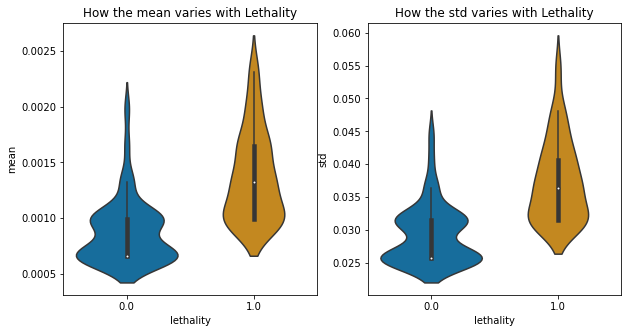 How the mean varies with Lethality
0.0025
0.0020
0.0015
0.0010
0.0005
mean
0.0
1.0
lethality
How the std varies with Lethality
0.060
0.055
0.050
0.045
0.040
0.035
0.030
0.025
std
0.0
1.0
lethality